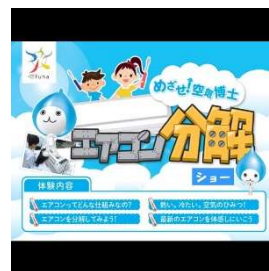 めざせ!空気博士
エアコン分解
ショー
体験内容
エアコンってどんな仕組みなの?
熱い、冷たい、空気のひみつ!
エアコンを分解してみよう!
最新のエアコンを体感しにいこう